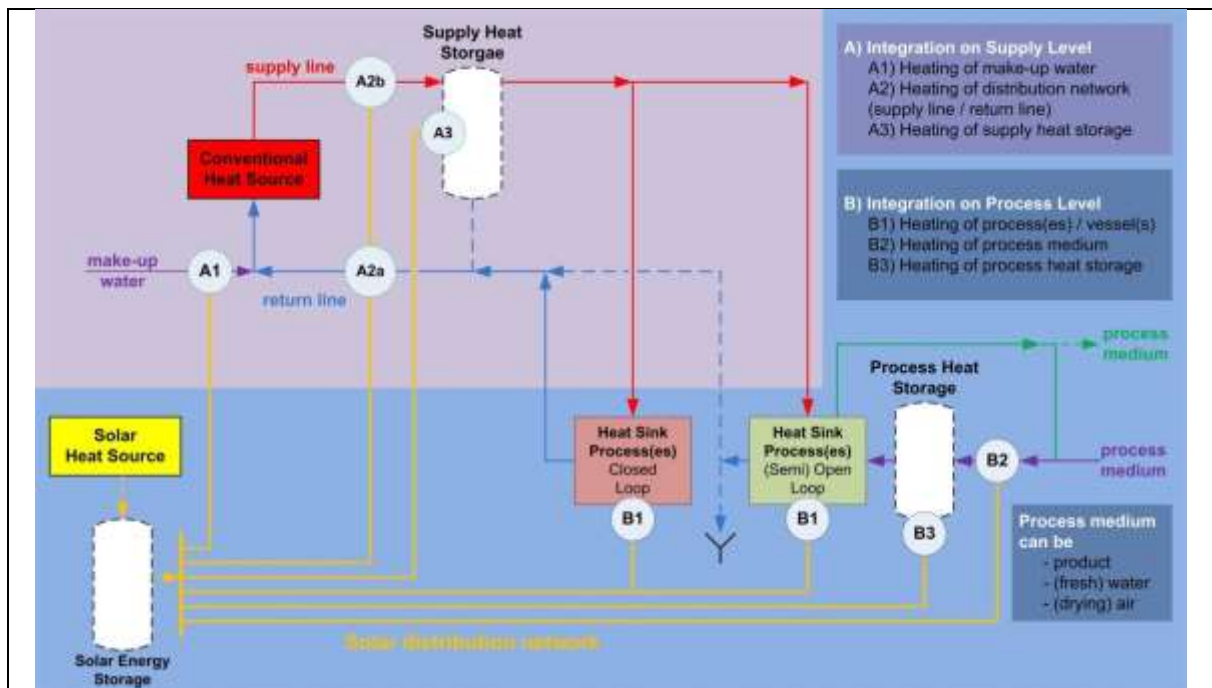 Supply Heat
Storgae
supply line
A2b
A3
Conventional
Heat Source
make-up
water
A1
A2a
return line
A) Integration on Supply Level
A1) Heating of make-up water
A2) Heating of distribution network
(supply line / return line)
A3) Heating of supply heat storage
B) Integration on Process Level
B1) Heating of process(es) / vessel(s)
B2) Heating of process medium
B3) Heating of process heat storage
process
medium
Process Heat
Storage
Solar
Heat Source
Heat Sink
Process(es)
Closed
Loop
B1
Heat Sink
Process(es)
(Semi) Open
Loop
B1
B2
B3
process
medium
Process medium
can be
- product
- (fresh) water
- (drying) air
Solar distribution network
Solar Energy
Storage